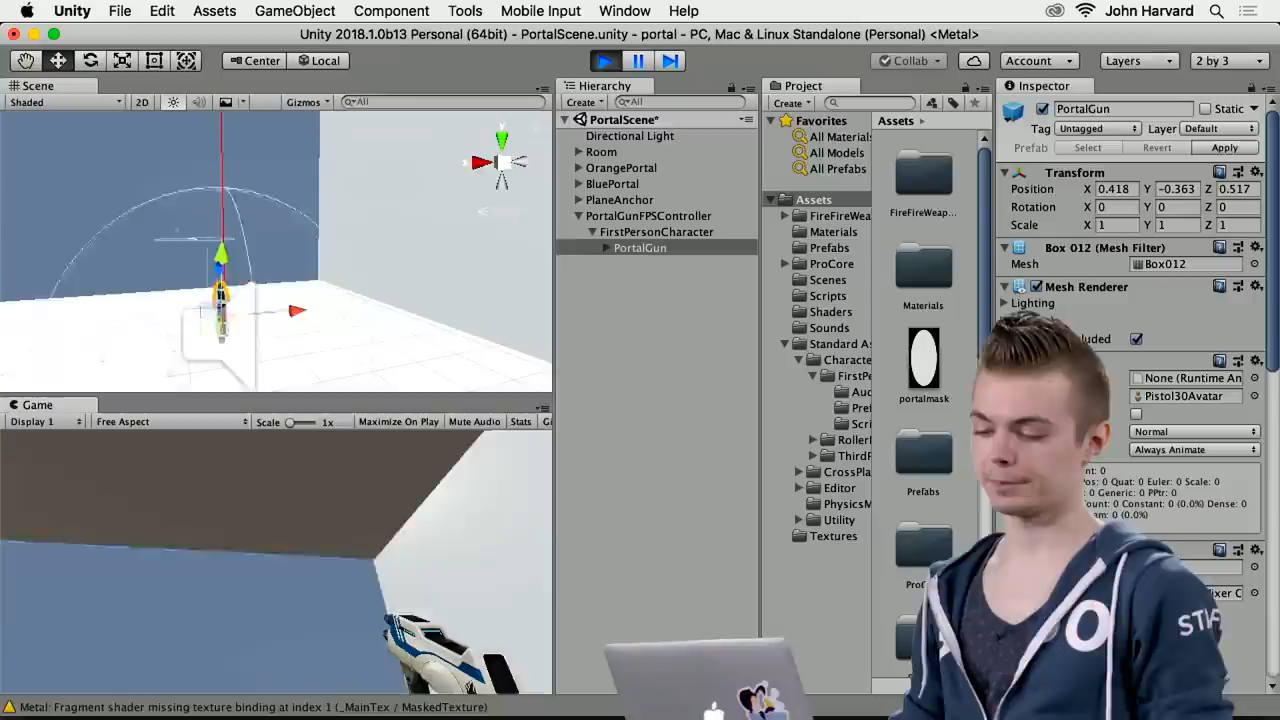 Unity File Edit Assets GameObject Component Tools Mobile Input Window Help John Harvard
Unity 2018.1.0b13 Personal (64bit) - PortalScene.unity - portal - PC, Mac & Linux Standalone (Personal) <Metal>
Center Local Collab Account Layers 2 by 3
Scene
Shaded 2D Gizmos All
y
x
Game
Display 1 Free Aspect Scale 1x Maximize On Play Mute Audio Stats
Hierarchy
Create All
PortalScene*
Directional Light
Room
OrangePortal
BluePortal
PlaneAnchor
PortalGunFPSController
FirstPersonCharacter
PortalGun
Project
Create
Favorites
All Materials
All Models
All Prefabs
Assets
FireFireWea
Materials
Prefabs
ProCore
Scenes
Scripts
Shaders
Sounds
Standard As
Characte
FirstPe
Aud
Pref
Scri
RollerI
ThirdP
CrossPla
Editor
PhysicsM
Utility
Textures
Assets
FireFireWeap...
Materials
portalmask
Prefabs
Inspector
PortalGun Static
Tag Untagged Layer Default
Prefab Select Revert Apply
Transform
Position X 0.418 Y -0.363 Z 0.517
Rotation X 0 Y 0 Z 0
Scale X 1 Y 1 Z 1
Box 012 (Mesh Filter)
Mesh Box012
Mesh Renderer
Lighting
None (Runtime An
Pistol30Avatar
Normal
Always Animate
nt: 0
os: 0 Quat: 0 Euler: 0 Scale: 0
0 Generic: 0 PPtr: 0
ount: 0 Constant: 0 (0.0%) Dense: 0
am: 0 (0.0%)
Metal: Fragment shader missing texture binding at index 1 (_MainTex / MaskedTexture)